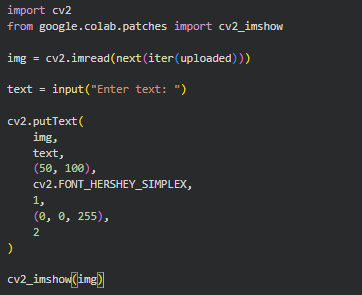 import cv2
from google.colab.patches import cv2_imshow
img = cv2.imread(next(iter(uploaded)))
text = input("Enter text: ")
cv2.putText(
    img,
    text,
    (50, 100),
    cv2.FONT_HERSHEY_SIMPLEX,
    1,
    (0, 0, 255),
    2
)
cv2_imshow(img)